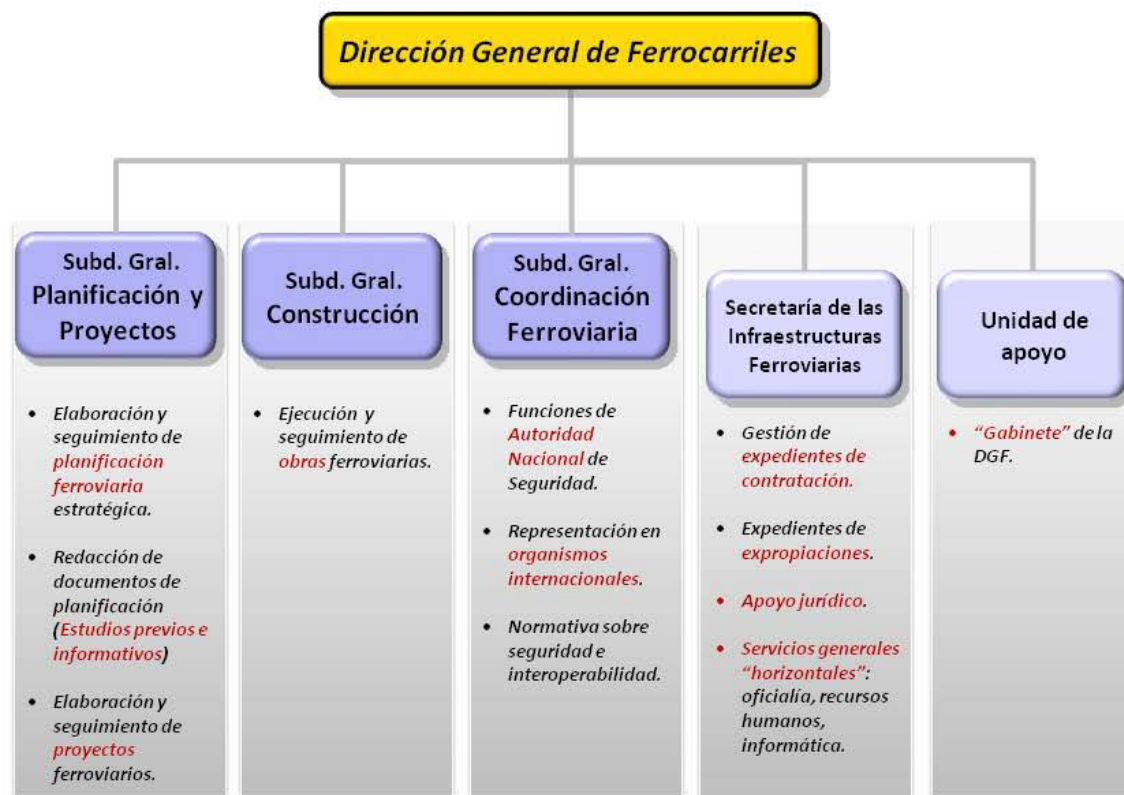 Dirección General de Ferrocarriles
Subd. Gral.
Planificación y
Proyectos
• Elaboración y
seguimiento de
planificación
ferroviaria
estratégica.
• Redacción de
documentos de
planificación
(Estudios previos e
informativos)
• Elaboración y
seguimiento de
proyectos
ferroviarios.
Subd. Gral.
Construcción
• Ejecución y
seguimiento de
obras ferroviarias.
Subd. Gral.
Coordinación
Ferroviaria
• Funciones de
Autoridad
Nacional de
Seguridad.
• Representación en
organismos
internacionales.
• Normativa sobre
seguridad e
interoperabilidad.
Secretaría de las
Infraestructuras
Ferroviarias
• Gestión de
expedientes de
contratación.
• Expedientes de
expropiaciones.
• Apoyo jurídico.
• Servicios generales
“horizontales”:
oficialía, recursos
humanos,
informática.
Unidad de
apoyo
• “Gabinete” de la
DGF.